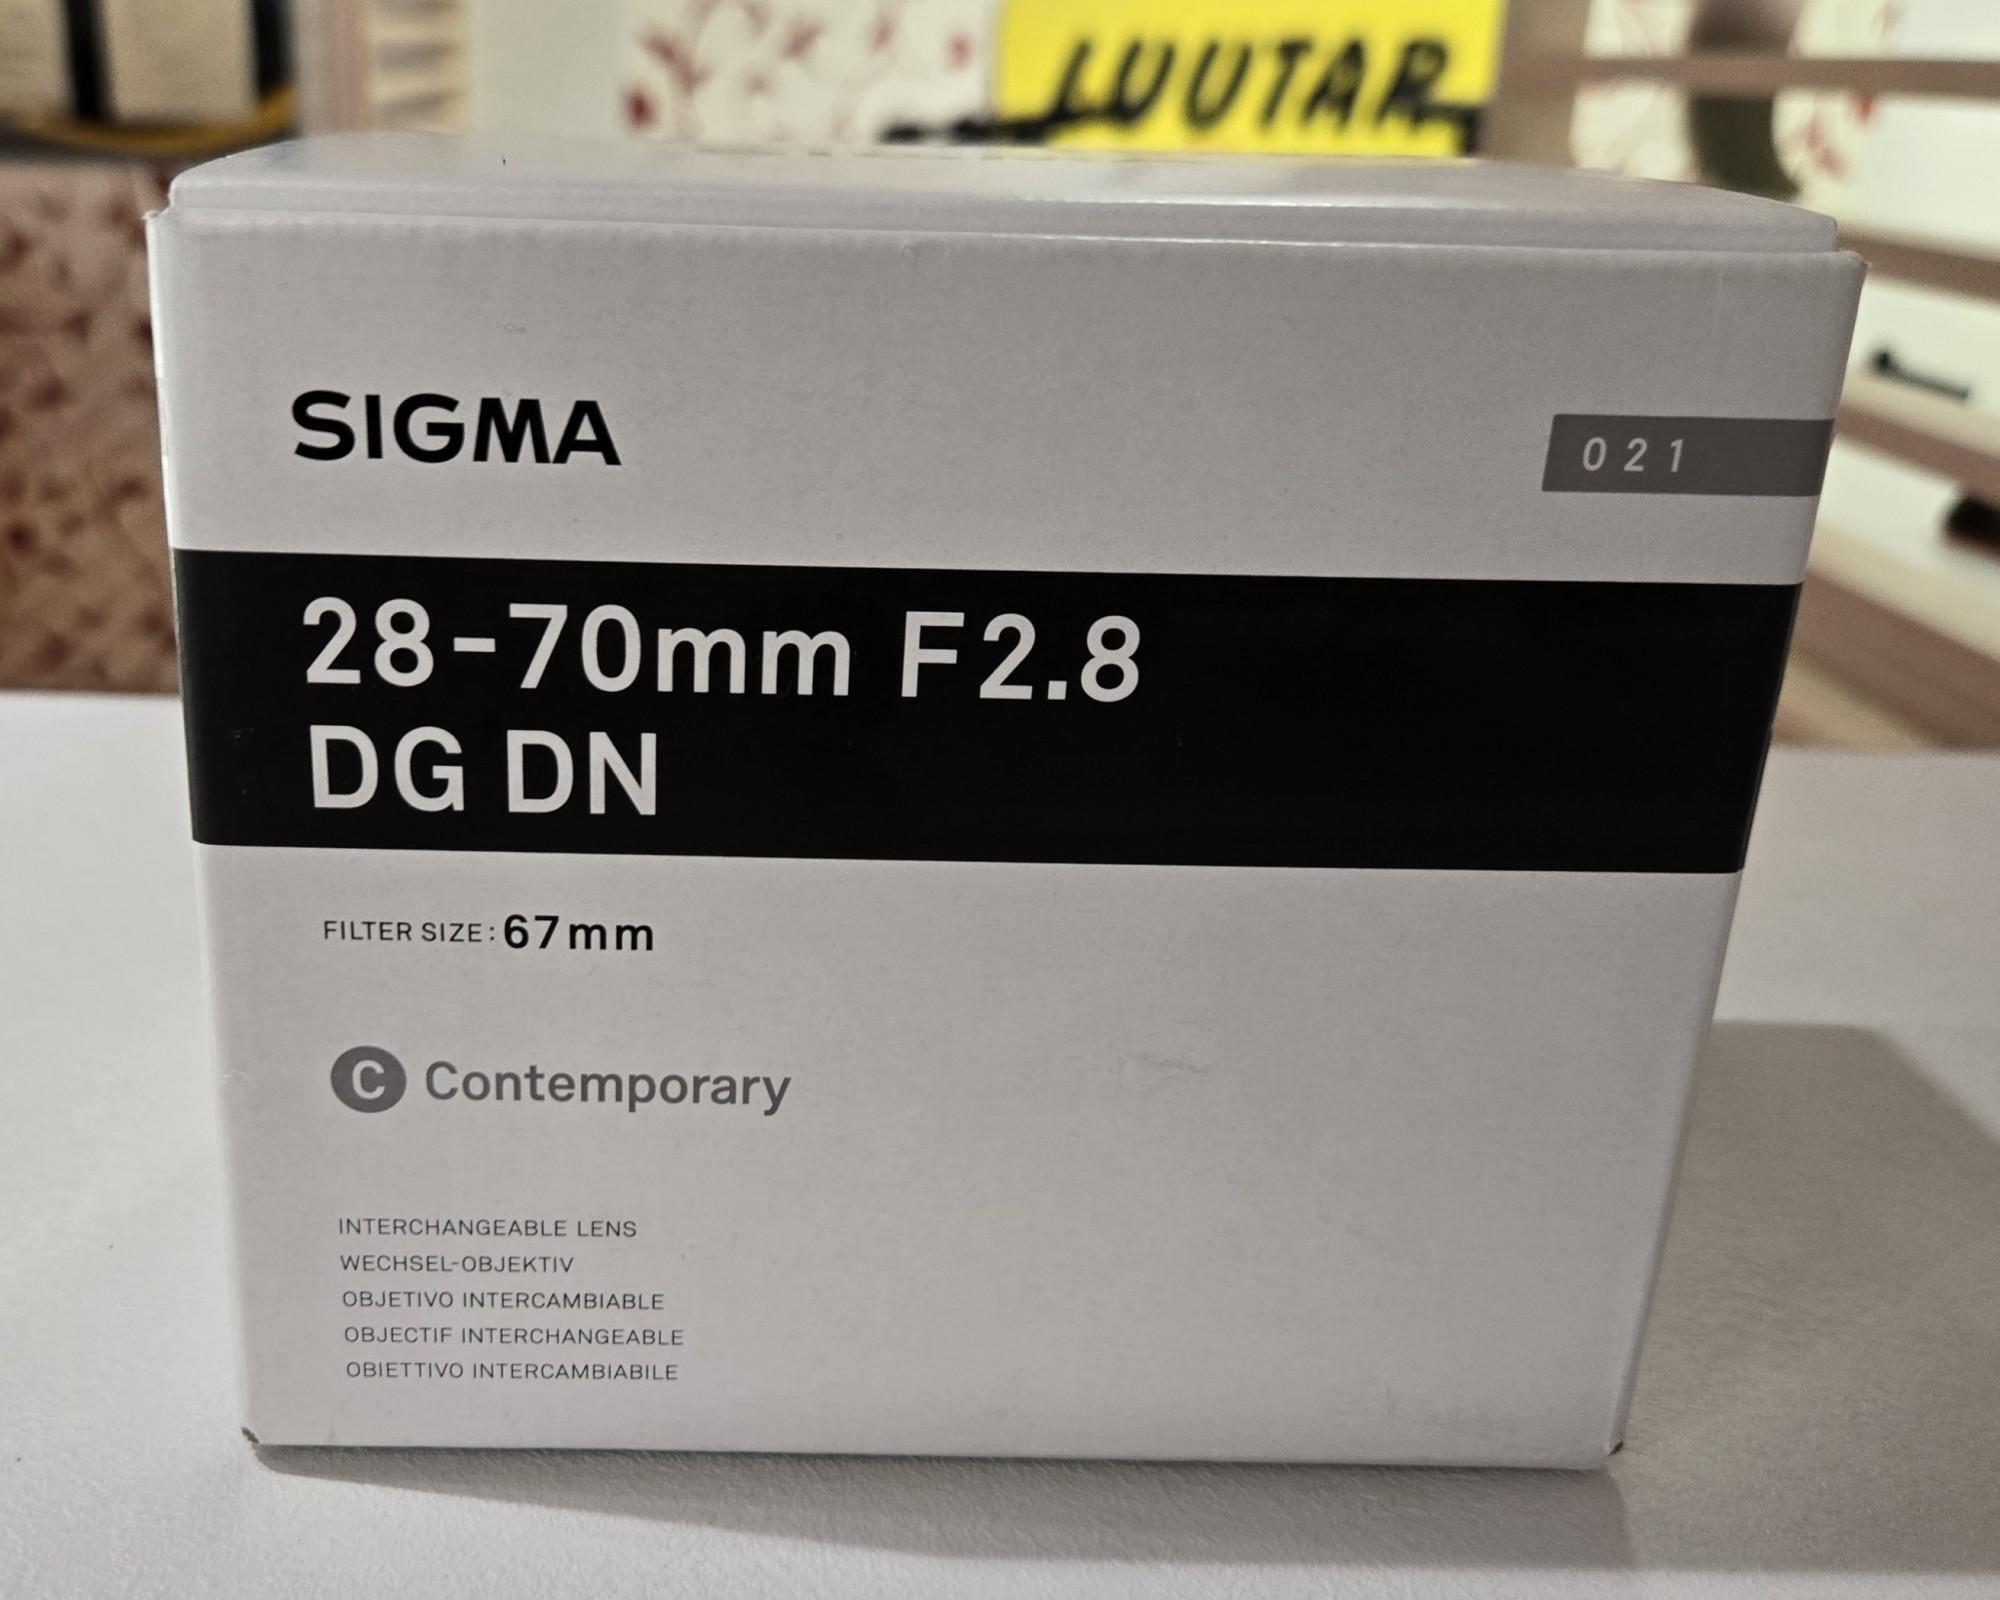 LUUTAR
SIGMA
021
28-70mm F2.8
DG DN
FILTER SIZE: 67mm
C Contemporary
INTERCHANGEABLE LENS
WECHSEL-OBJEKTIV
OBJETIVO INTERCAMBIABLE
OBJECTIF INTERCHANGEABLE
OBIETTIVO INTERCAMBIABILE